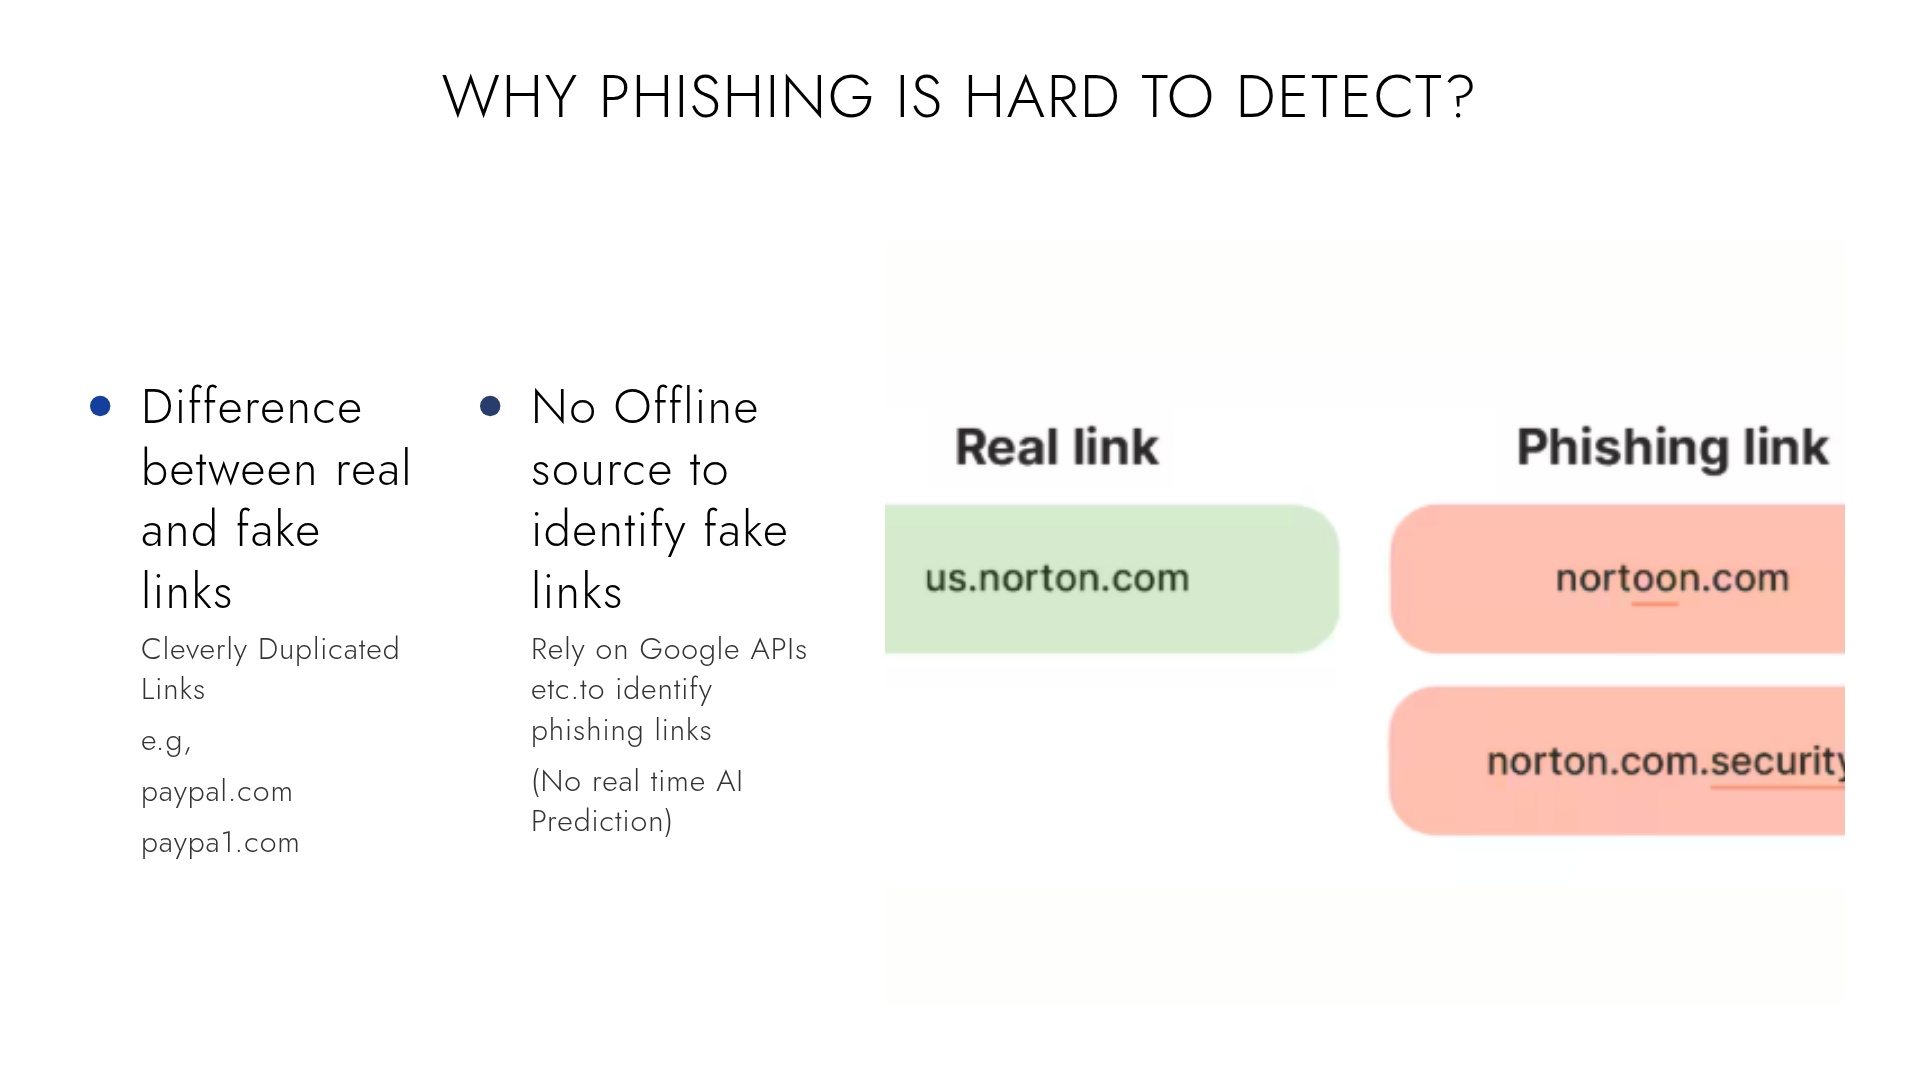 WHY PHISHING IS HARD TO DETECT?
Difference
between real
and fake
links
Cleverly Duplicated
Links
e.g,
paypal.com
paypa1.com
No Offline
source to
identify fake
links
Rely on Google APIs
etc.to identify
phishing links
(No real time AI
Prediction)
Real link
Phishing link
us.norton.com
nortoon.com
norton.com.security